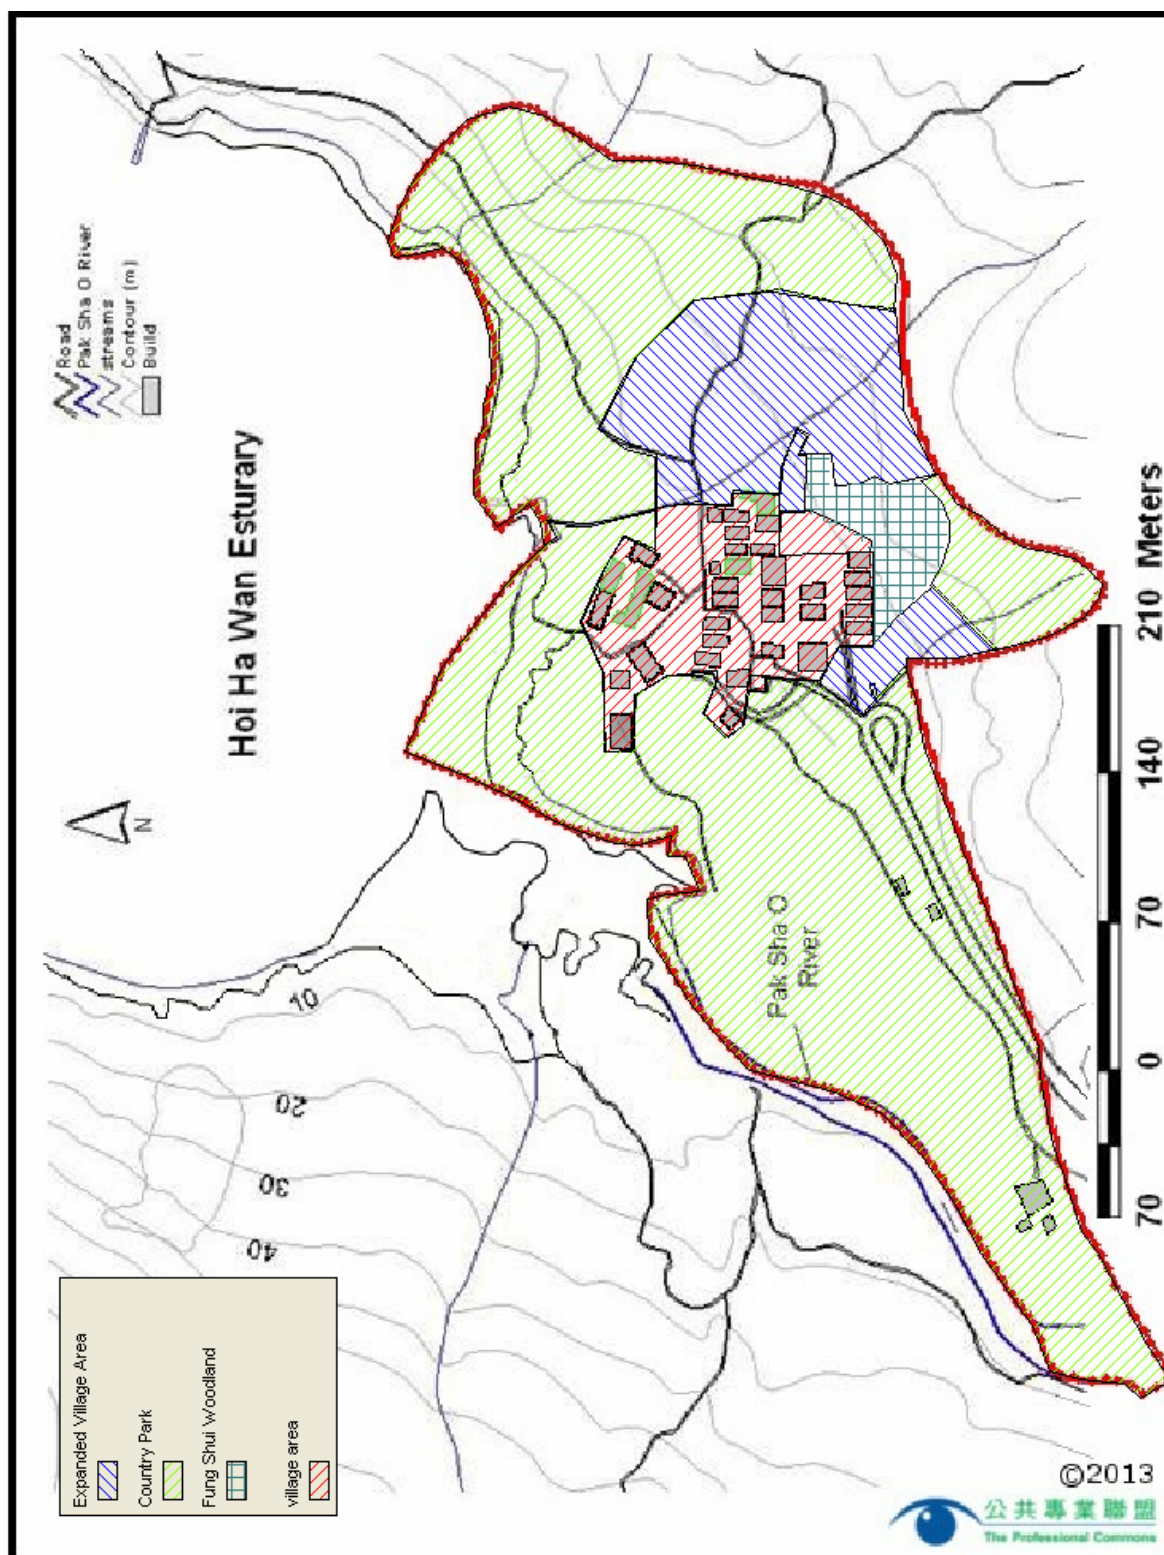 Road
Pak Sha O River
streams
Contour (m)
Build
Hoi Ha Wan Esturary
N
10
20
30
40
Pak Sha O
River
70 0 70 140 210 Meters
Expanded Village Area
Country Park
Fung Shui Woodland
village area
©2013
公共專業聯盟
The Professional Commons